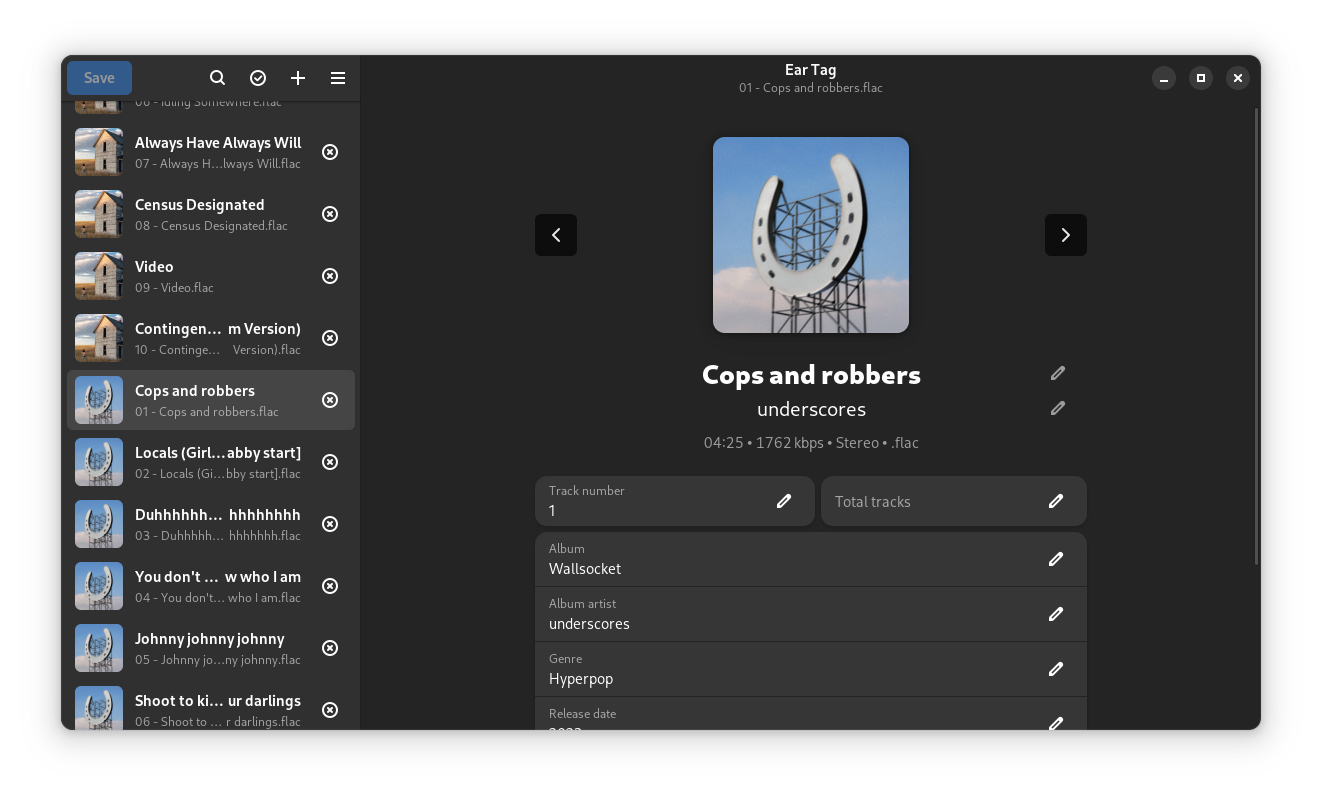 Save
Ear Tag
01 - Cops and robbers.flac
06 - Idling Somewhere.flac
Always Have Always Will
07 - Always H…lways Will.flac
Census Designated
08 - Census Designated.flac
Video
09 - Video.flac
Contingen… m Version)
10 - Continge… Version).flac
Cops and robbers
01 - Cops and robbers.flac
Locals (Girl…abby start]
02 - Locals (Gi…bby start].flac
Duhhhhhh… hhhhhhhh
03 - Duhhhhh… hhhhhhh.flac
You don't … w who I am
04 - You don't… who I am.flac
Johnny johnny johnny
05 - Johnny jo…ny johnny.flac
Shoot to ki… ur darlings
06 - Shoot to … r darlings.flac
Cops and robbers
underscores
04:25 • 1762 kbps • Stereo • .flac
Track number
1
Total tracks
Album
Wallsocket
Album artist
underscores
Genre
Hyperpop
Release date